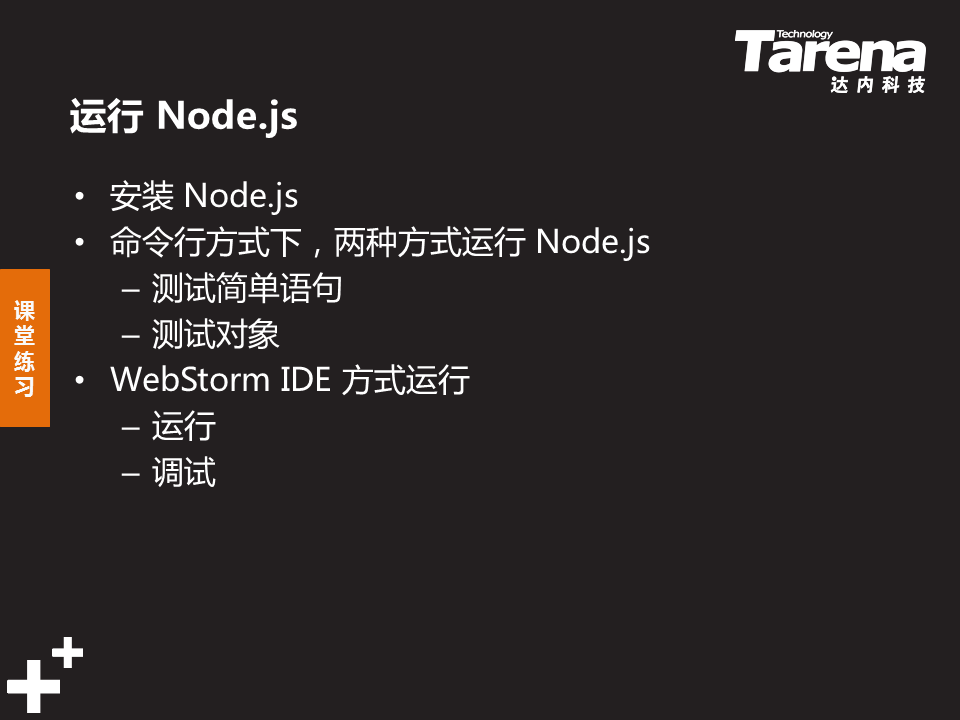 Technology
Tarena
达内科技
运行 Node.js
• 安装 Node.js
• 命令行方式下，两种方式运行 Node.js
– 测试简单语句
– 测试对象
课堂练习
• WebStorm IDE 方式运行
– 运行
– 调试